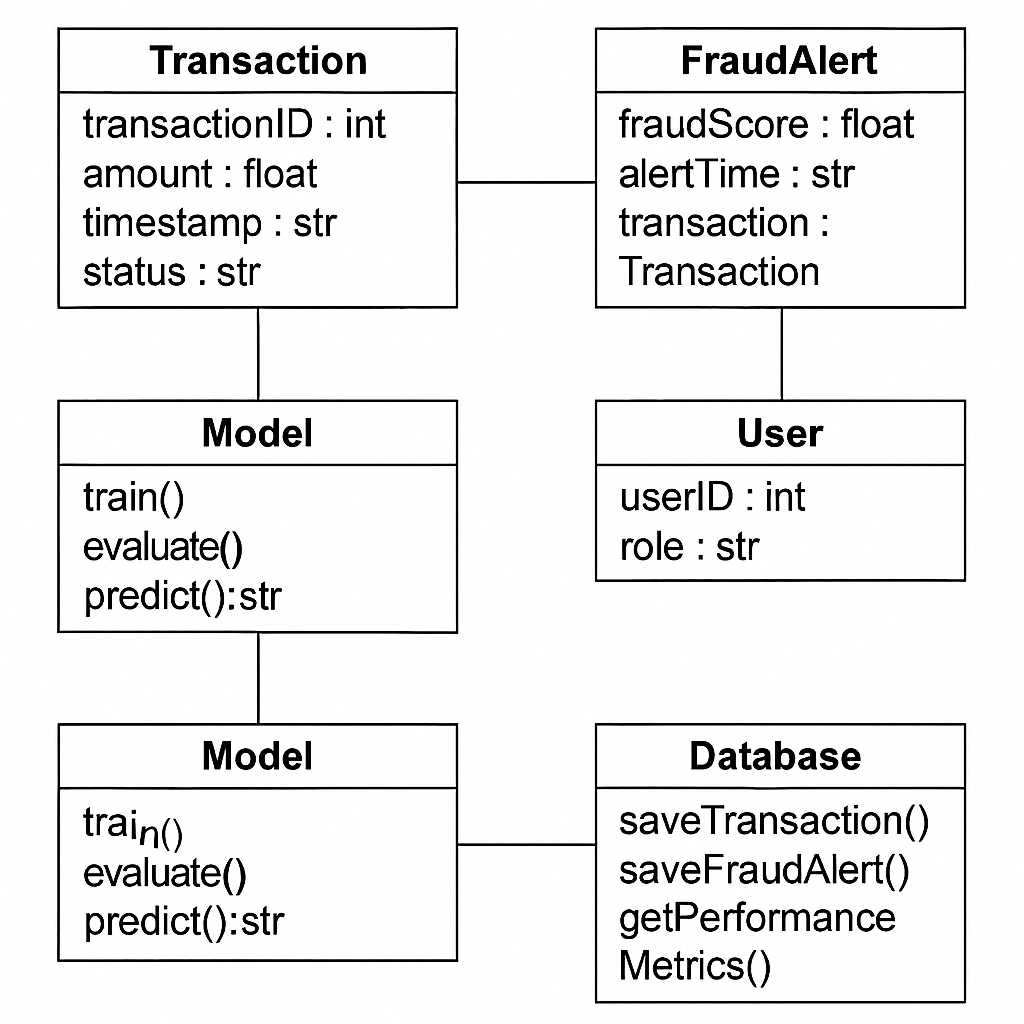 Transaction
transactionID : int
amount : float
timestamp : str
status : str
FraudAlert
fraudScore : float
alertTime : str
transaction :
Transaction
Model
train()
evaluate()
predict():str
User
userID : int
role : str
Model
train()
evaluate()
predict():str
Database
saveTransaction()
saveFraudAlert()
getPerformance
Metrics()